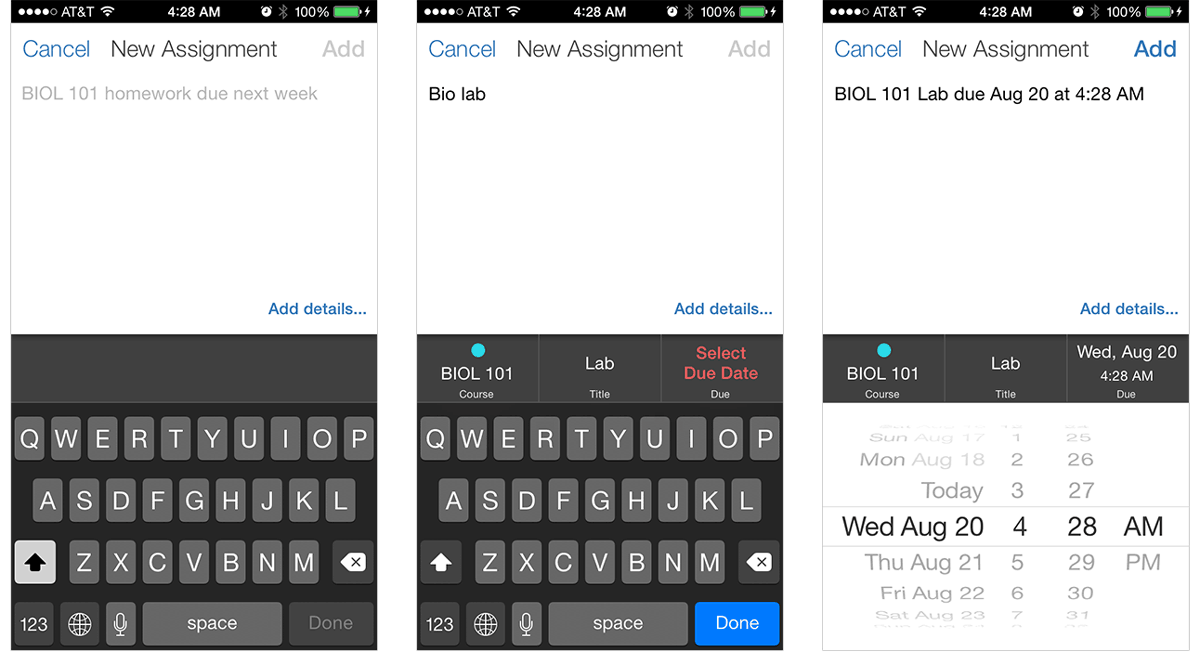 AT&T 4:28 AM 100%
Cancel New Assignment Add
BIOL 101 homework due next week
Add details...
Q W E R T Y U I O P
A S D F G H J K L
Z X C V B N M
123 space Done
AT&T 4:28 AM 100%
Cancel New Assignment Add
Bio lab
Add details...
BIOL 101
Course
Lab
Title
Select
Due Date
Due
Q W E R T Y U I O P
A S D F G H J K L
Z X C V B N M
123 space Done
AT&T 4:28 AM 100%
Cancel New Assignment Add
BIOL 101 Lab due Aug 20 at 4:28 AM
Add details...
BIOL 101
Course
Lab
Title
Wed, Aug 20
4:28 AM
Due
Sun Aug 17 1 25
Mon Aug 18 2 26
Today 3 27
Wed Aug 20 4 28 AM
Thu Aug 21 5 29 PM
Fri Aug 22 6 30
Sat Aug 23 7 31